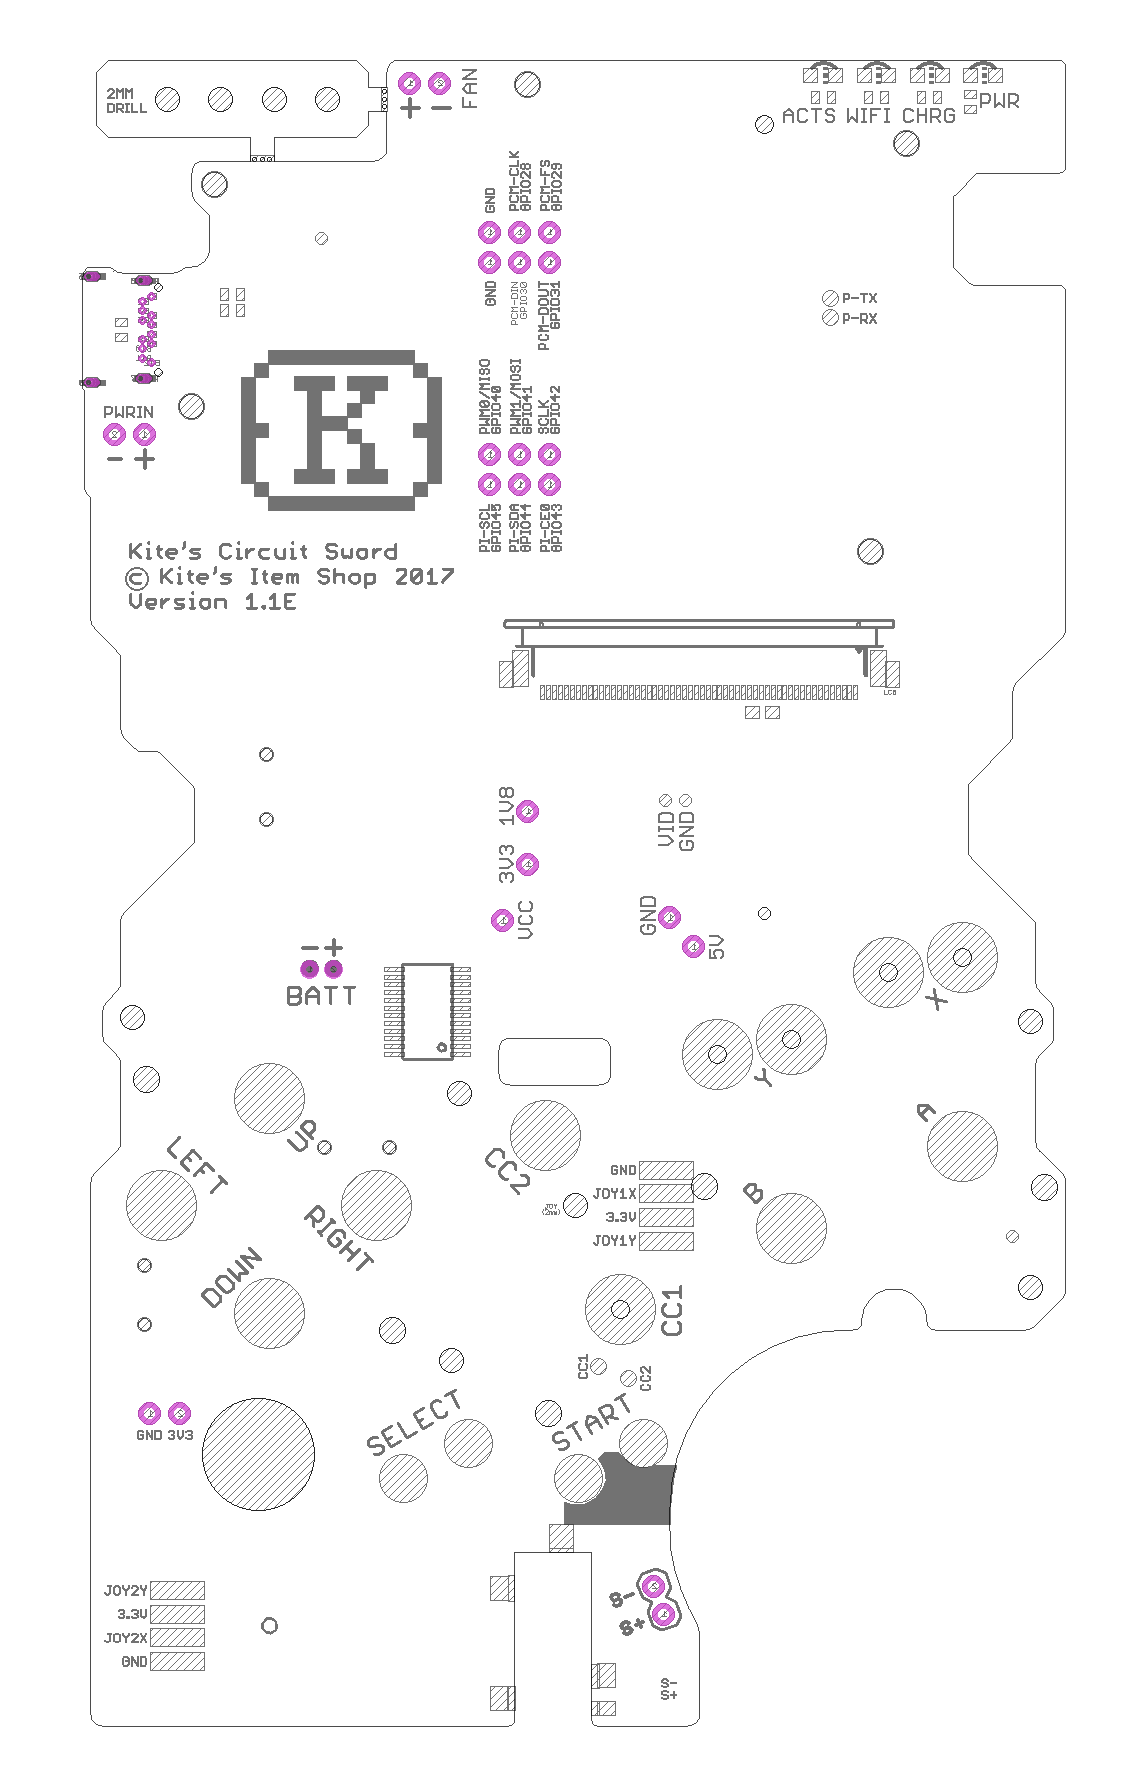 2MM
DRILL
+ - FAN
ACTS WIFI CHRG PWR
GND
PCM-CLK
GPIO28
PCM-FS
GPIO29
GND
PCM-DIN
GPIO30
PCM-DOUT
GPIO31
P-TX
P-RX
PWM0/MISO
GPIO40
PWM1/MOSI
GPIO41
SCLK
GPIO42
K
PWRIN
- +
PI-SCL
GPIO45
PI-SDA
GPIO44
PI-CE0
GPIO43
Kite's Circuit Sword
© Kite's Item Shop 2017
Version 1.1E
LCD
1V8
VID
GND
3V3
VCC
GND
5V
- +
BATT
X
Y
A
UP
LEFT
CC2
GND
JOY1X
3.3V
JOY1Y
JOY
(2mm)
B
RIGHT
DOWN
CC1
CC1
CC2
SELECT
START
GND 3V3
JOY2Y
3.3V
JOY2X
GND
S-
S+
S-
S+